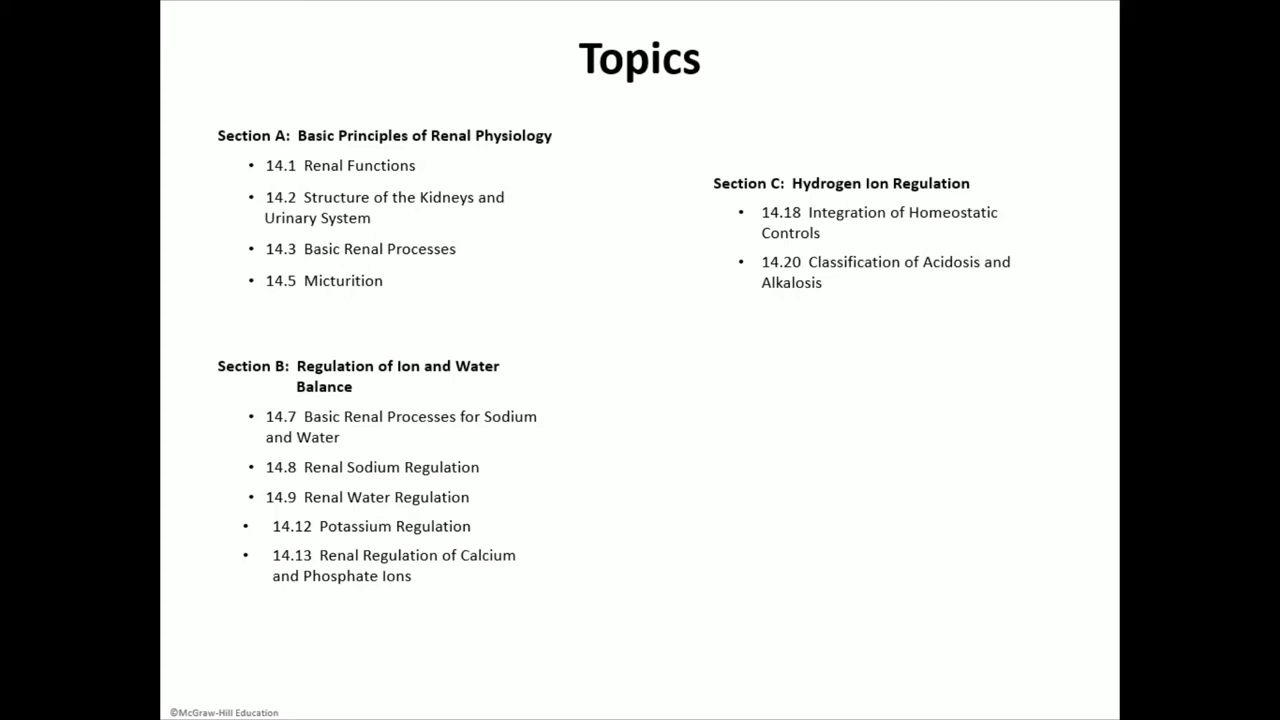 Topics
Section A: Basic Principles of Renal Physiology
• 14.1 Renal Functions
• 14.2 Structure of the Kidneys and
Urinary System
• 14.3 Basic Renal Processes
• 14.5 Micturition
Section B: Regulation of Ion and Water
Balance
• 14.7 Basic Renal Processes for Sodium
and Water
• 14.8 Renal Sodium Regulation
• 14.9 Renal Water Regulation
• 14.12 Potassium Regulation
• 14.13 Renal Regulation of Calcium
and Phosphate Ions
Section C: Hydrogen Ion Regulation
• 14.18 Integration of Homeostatic
Controls
• 14.20 Classification of Acidosis and
Alkalosis
©McGraw-Hill Education